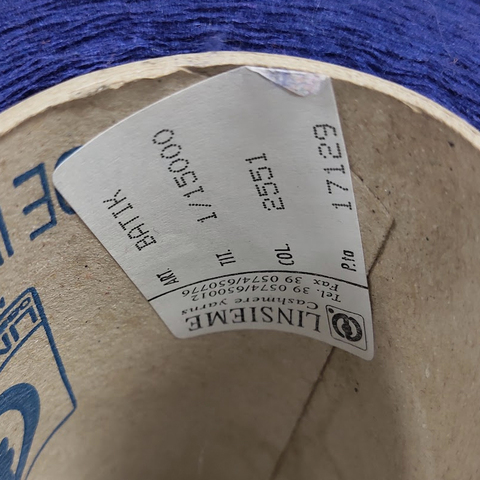 LINSIEME
Cashmere yarns
Tel. 39 0574/650012
Fax 39 0574/650776
ART. BATIK
TIT. 1/15000
COL. 2551
P.ta 17129